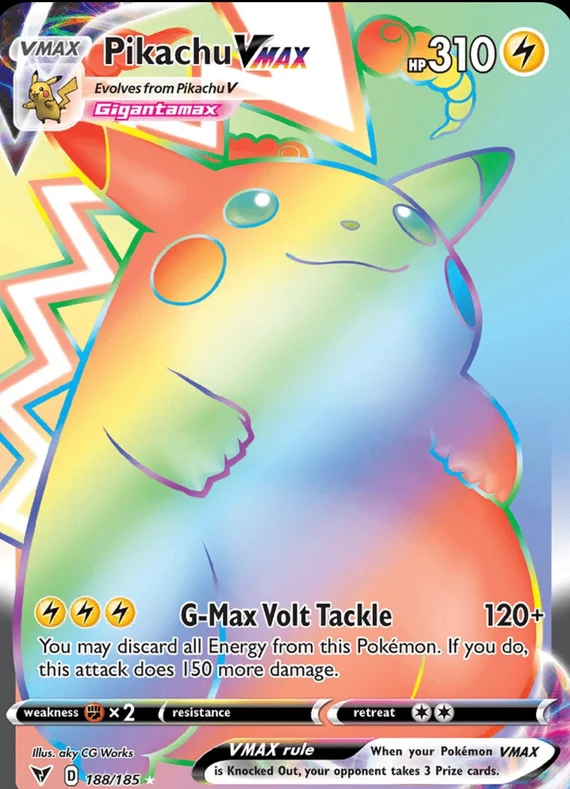 VMAX Pikachu VMAX HP 310
Evolves from Pikachu V
Gigantamax
G-Max Volt Tackle 120+
You may discard all Energy from this Pokémon. If you do,
this attack does 150 more damage.
weakness ×2 resistance retreat
Illus. aky CG Works
VMAX rule When your Pokémon VMAX
is Knocked Out, your opponent takes 3 Prize cards.
D 188/185